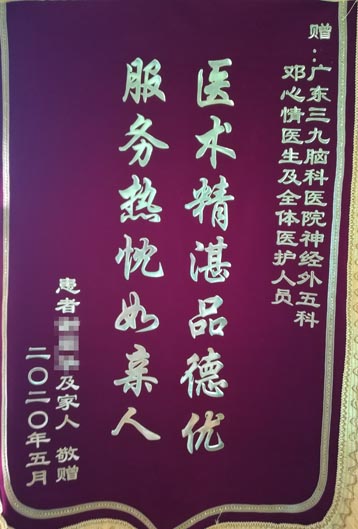 赠：广东三九脑科医院神经外五科
邓心情医生及全体医护人员
医术精湛品德优
服务热忱如亲人
患者及家人 敬赠
二〇二〇年五月